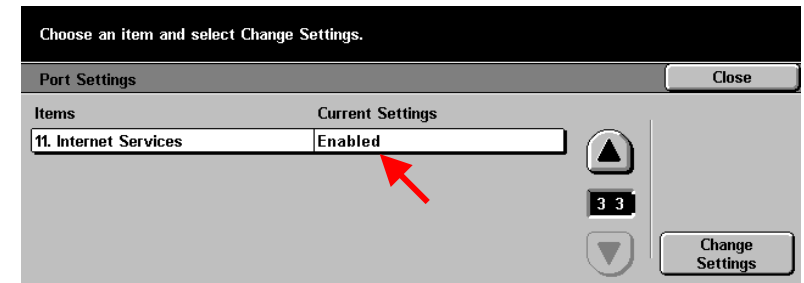 Choose an item and select Change Settings.
Port Settings
Close
Items
Current Settings
11. Internet Services
Enabled
3 3
Change
Settings